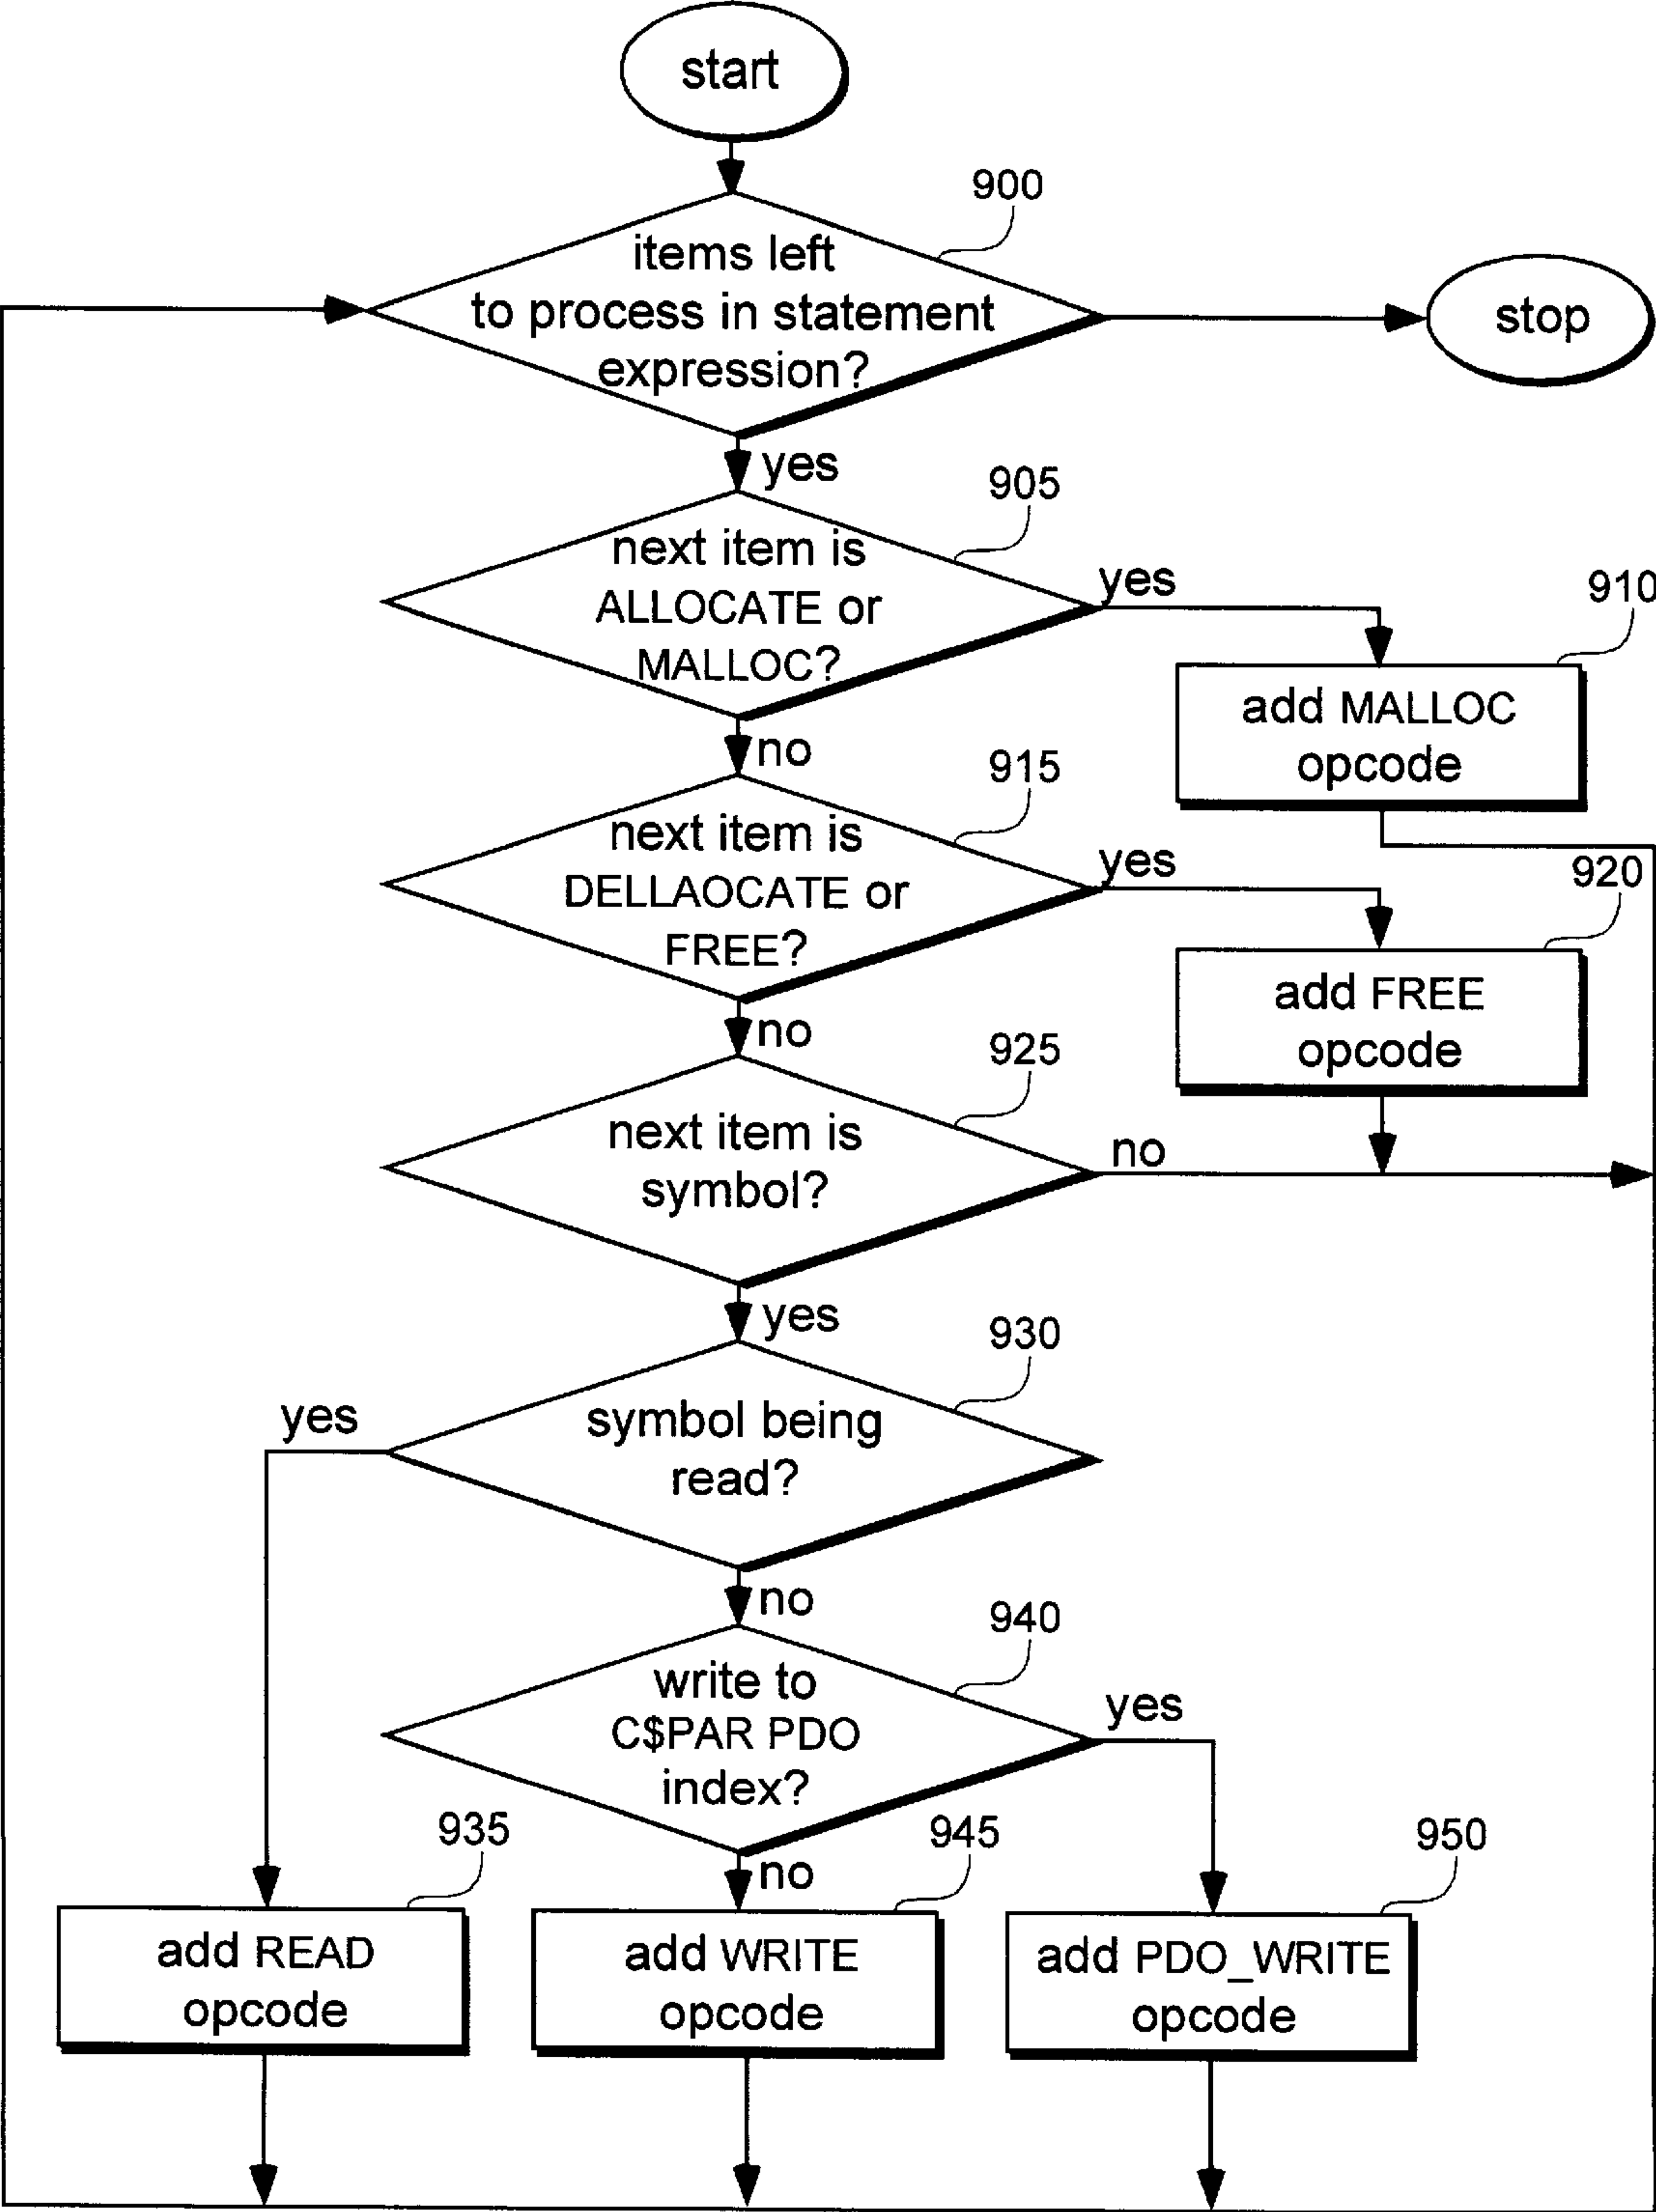 start
900
items left
to process in statement
expression?
stop
yes
905
next item is
ALLOCATE or
MALLOC?
yes
910
add MALLOC
opcode
no
915
next item is
DELLAOCATE or
FREE?
yes
920
add FREE
opcode
no
925
next item is
symbol?
no
yes
930
symbol being
read?
yes
no
940
write to
C$PAR PDO
index?
yes
no
935
add READ
opcode
945
add WRITE
opcode
950
add PDO_WRITE
opcode